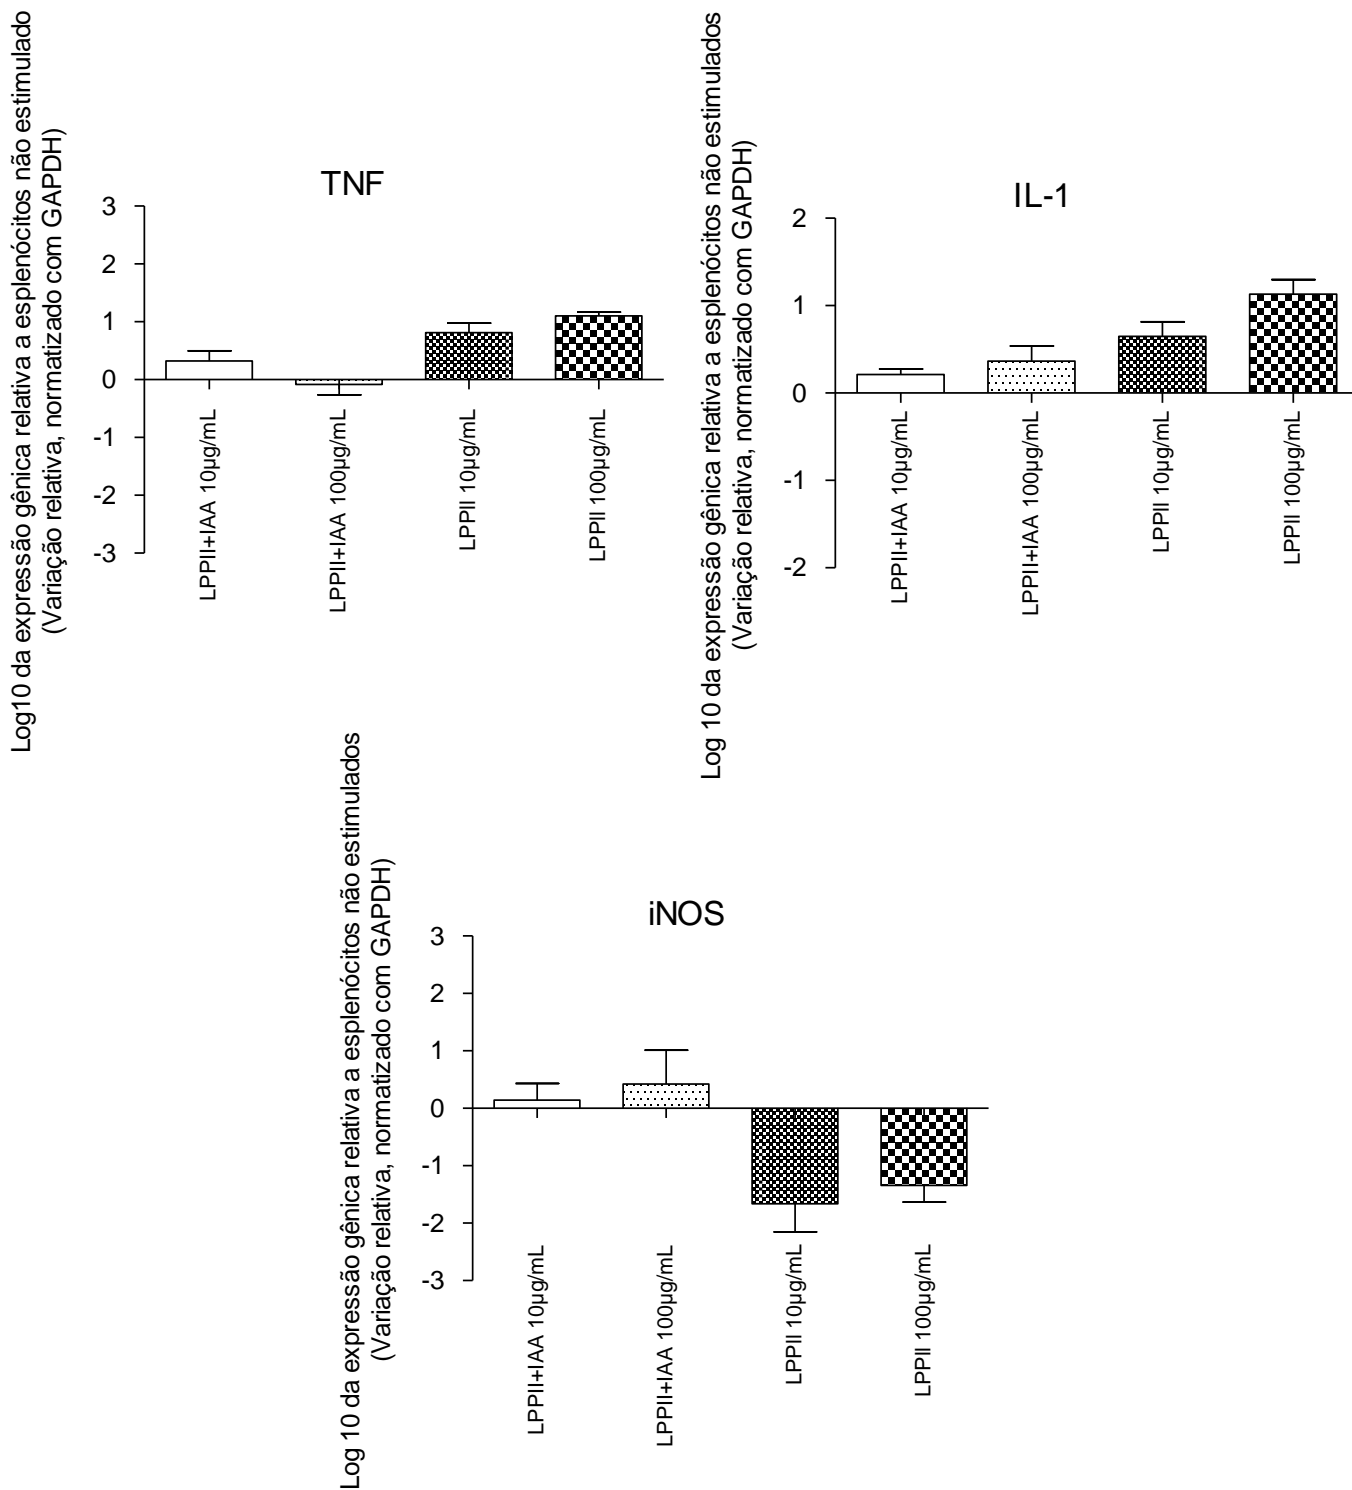 Log10 da expressão gênica relativa a esplenócitos não estimulado
(Variação relativa, normatizado com GAPDH)
TNF
3
2
1
0
-1
-2
-3
LPPII+IAA 10µg/mL
LPPII+IAA 100µg/mL
LPPII 10µg/mL
LPPII 100µg/mL
Log 10 da expressão gênica relativa a esplenócitos não estimulados
(Variação relativa, normatizado com GAPDH)
IL-1
2
1
0
-1
-2
LPPII+IAA 10µg/mL
LPPII+IAA 100µg/mL
LPPII 10µg/mL
LPPII 100µg/mL
Log 10 da expressão gênica relativa a esplenócitos não estimulados
(Variação relativa, normatizado com GAPDH)
iNOS
3
2
1
0
-1
-2
-3
LPPII+IAA 10µg/mL
LPPII+IAA 100µg/mL
LPPII 10µg/mL
LPPII 100µg/mL